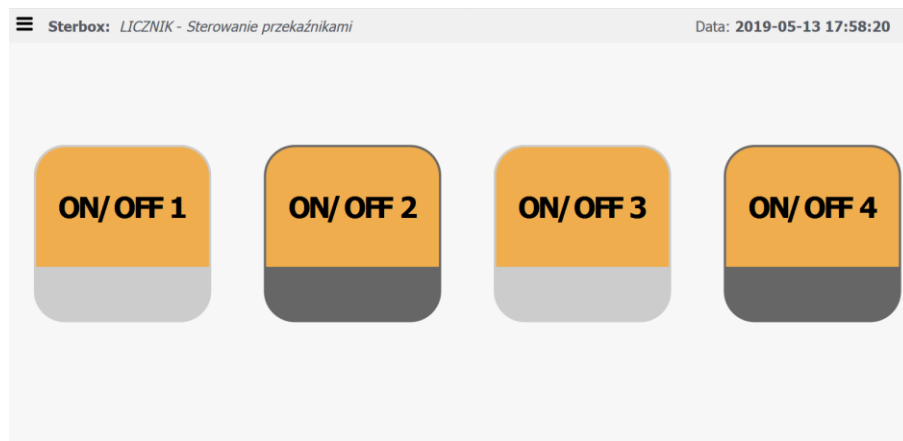 Sterbox: LICZNIK - Sterowanie przekaźnikami Data: 2019-05-13 17:58:20
ON/OFF 1 ON/OFF 2 ON/OFF 3 ON/OFF 4